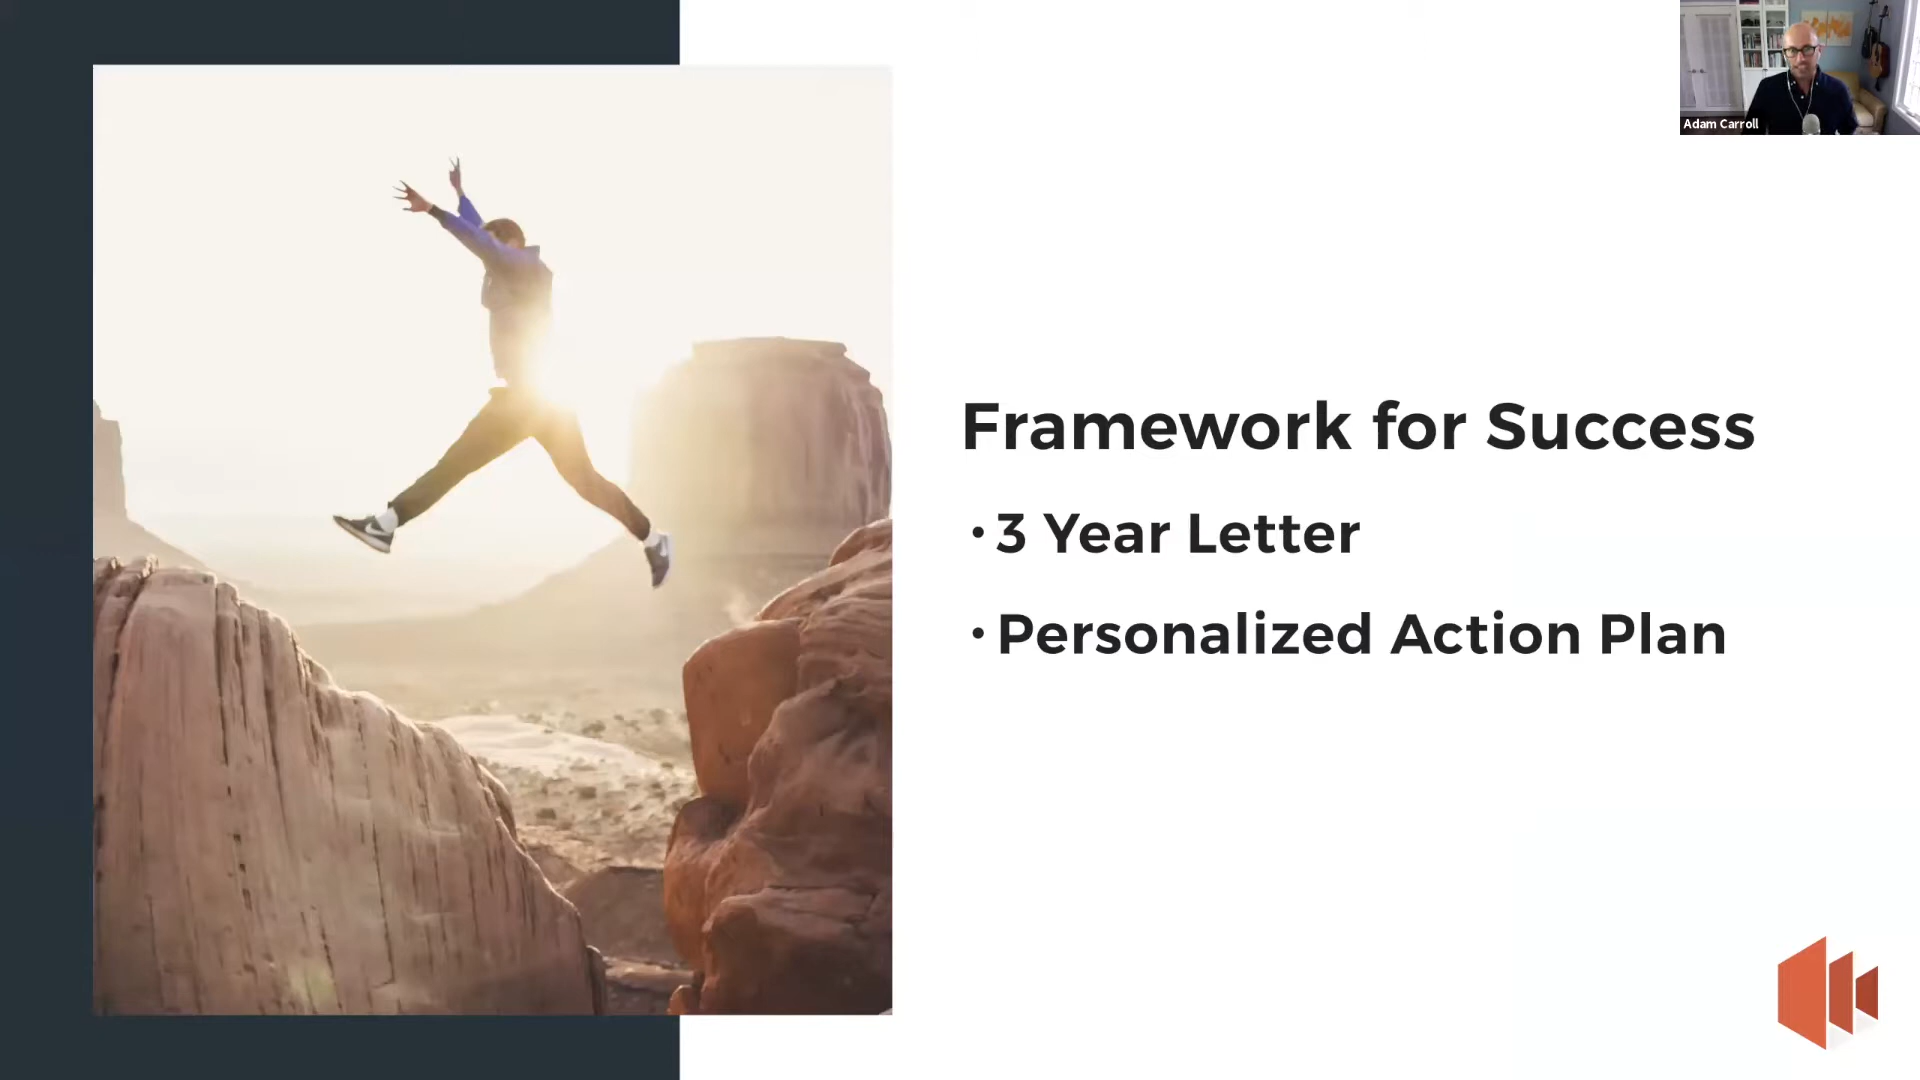 Adam Carroll
Framework for Success
• 3 Year Letter
• Personalized Action Plan